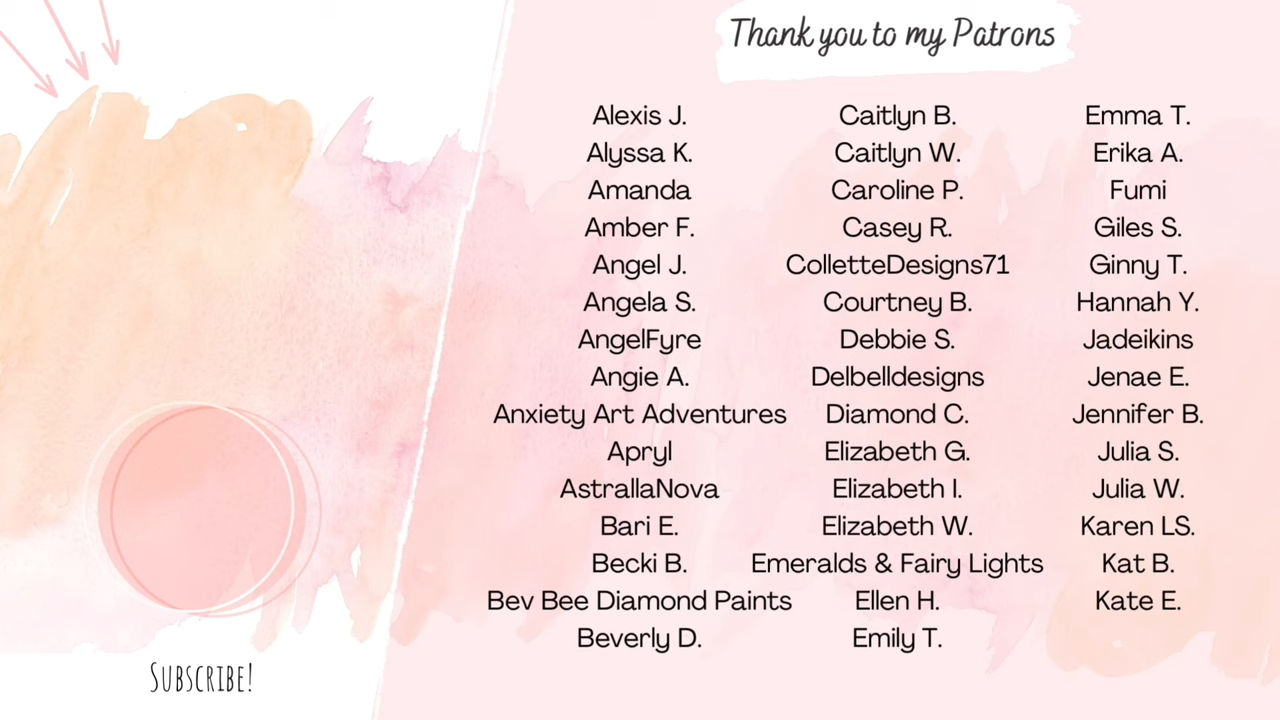 Thank you to my Patrons
Alexis J.
Alyssa K.
Amanda
Amber F.
Angel J.
Angela S.
AngelFyre
Angie A.
Anxiety Art Adventures
Apryl
AstrallaNova
Bari E.
Becki B.
Bev Bee Diamond Paints
Beverly D.
Caitlyn B.
Caitlyn W.
Caroline P.
Casey R.
ColletteDesigns71
Courtney B.
Debbie S.
Delbelldesigns
Diamond C.
Elizabeth G.
Elizabeth I.
Elizabeth W.
Emeralds & Fairy Lights
Ellen H.
Emily T.
Emma T.
Erika A.
Fumi
Giles S.
Ginny T.
Hannah Y.
Jadeikins
Jenae E.
Jennifer B.
Julia S.
Julia W.
Karen LS.
Kat B.
Kate E.
Subscribe!